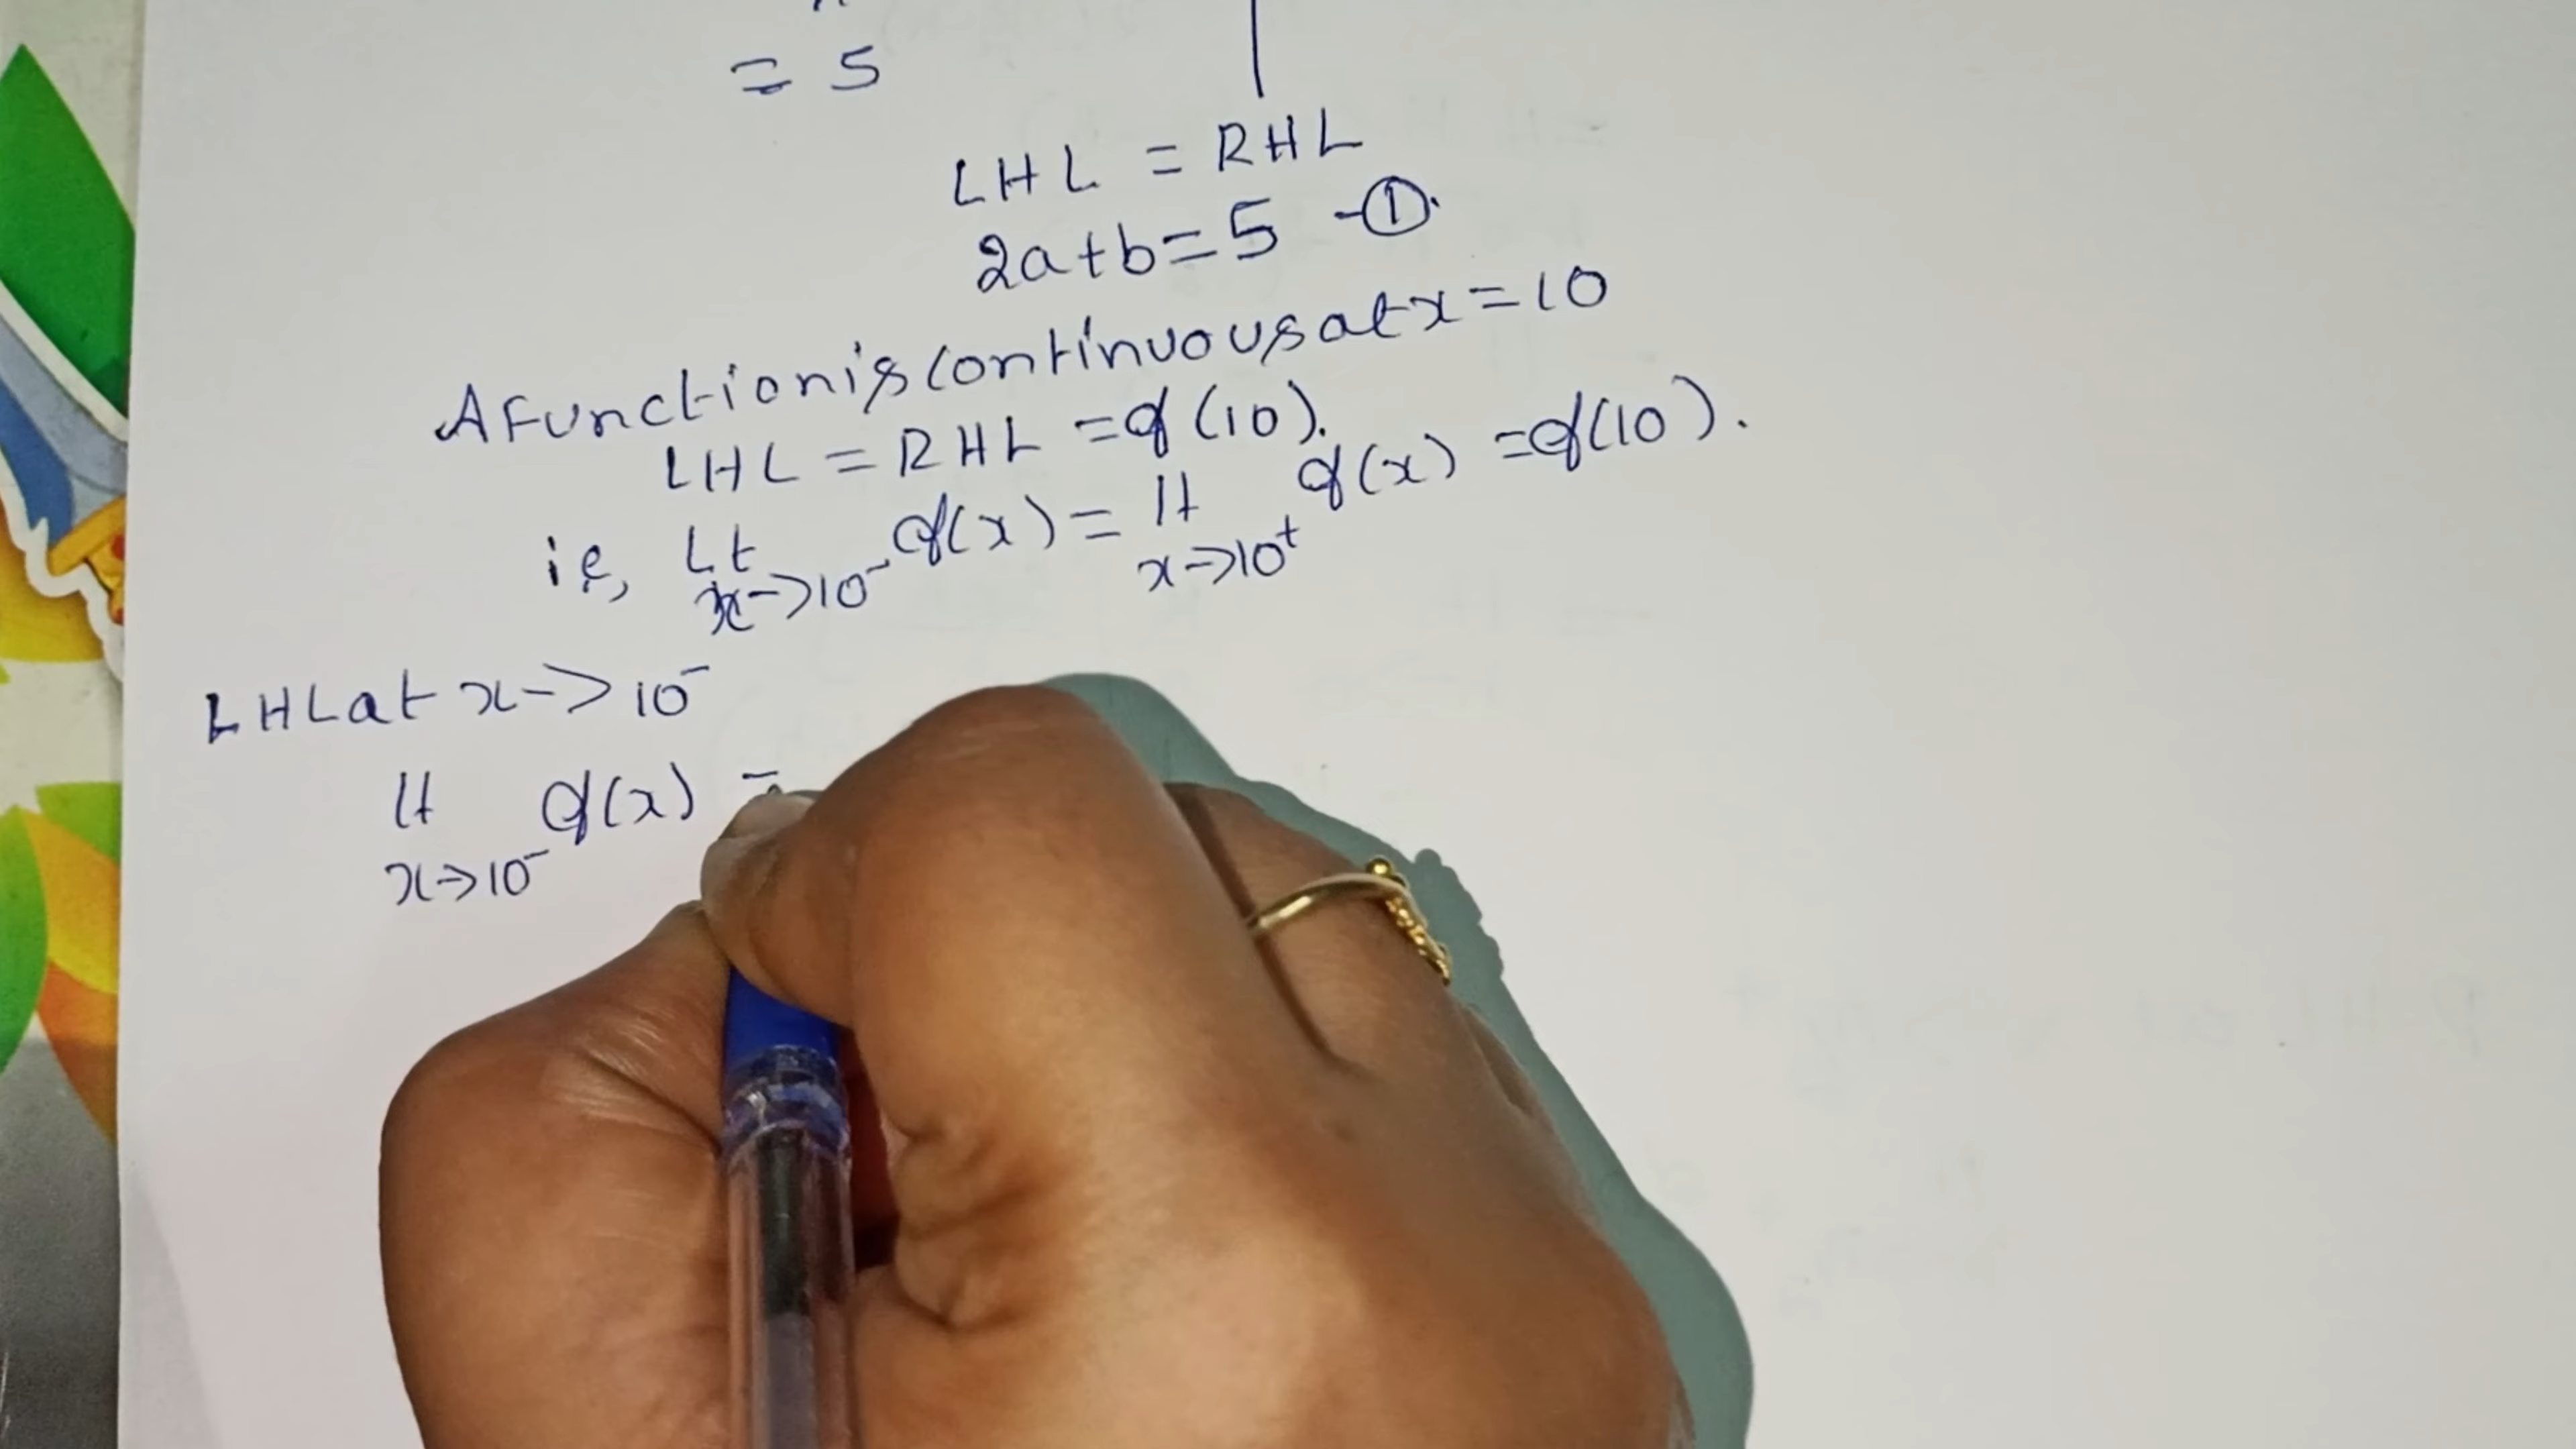 = 5
LHL = RHL
2a+b=5 -①.
A function is continuous at x=10
LHL = RHL = f(10).
ie, Lt f(x) = lt f(x) = f(10).
x->10⁻ x->10⁺
LHL at x-> 10⁻
lt f(x) =
x->10⁻